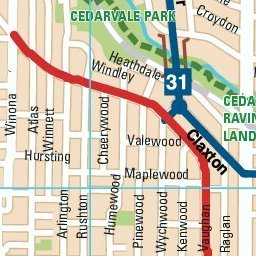 CEDARVALE PARK
Croydon
Heathdale
Windley
31
CEDA
RAVIN
LAND
Claxton
Winona
Atlas
Winnett
Cheerywood
Valewood
Hursting
Maplewood
Arlington
Rushton
Humewood
Pinewood
Wychwood
Kenwood
Vaughan
Raglan